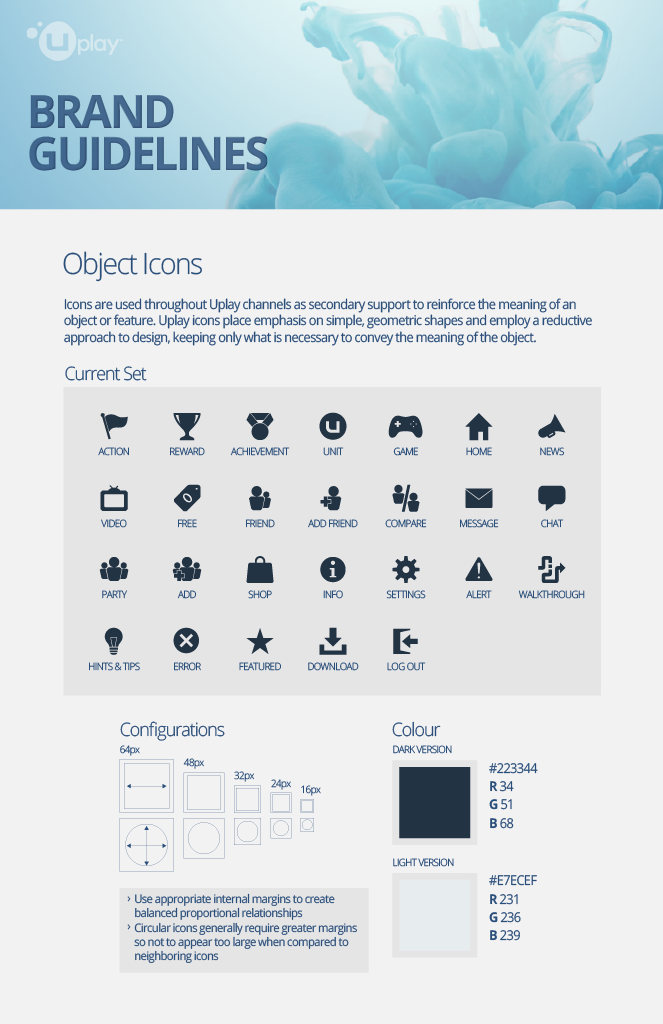 Uplay
BRAND
GUIDELINES
Object Icons
Icons are used throughout Uplay channels as secondary support to reinforce the meaning of an
object or feature. Uplay icons place emphasis on simple, geometric shapes and employ a reductive
approach to design, keeping only what is necessary to convey the meaning of the object.
Current Set
ACTION REWARD ACHIEVEMENT UNIT GAME HOME NEWS
VIDEO FREE FRIEND ADD FRIEND COMPARE MESSAGE CHAT
PARTY ADD SHOP INFO SETTINGS ALERT WALKTHROUGH
HINTS & TIPS ERROR FEATURED DOWNLOAD LOG OUT
Configurations
64px
48px
32px
24px
16px
› Use appropriate internal margins to create
balanced proportional relationships
› Circular icons generally require greater margins
so not to appear too large when compared to
neighboring icons
Colour
DARK VERSION
#223344
R 34
G 51
B 68
LIGHT VERSION
#E7ECEF
R 231
G 236
B 239